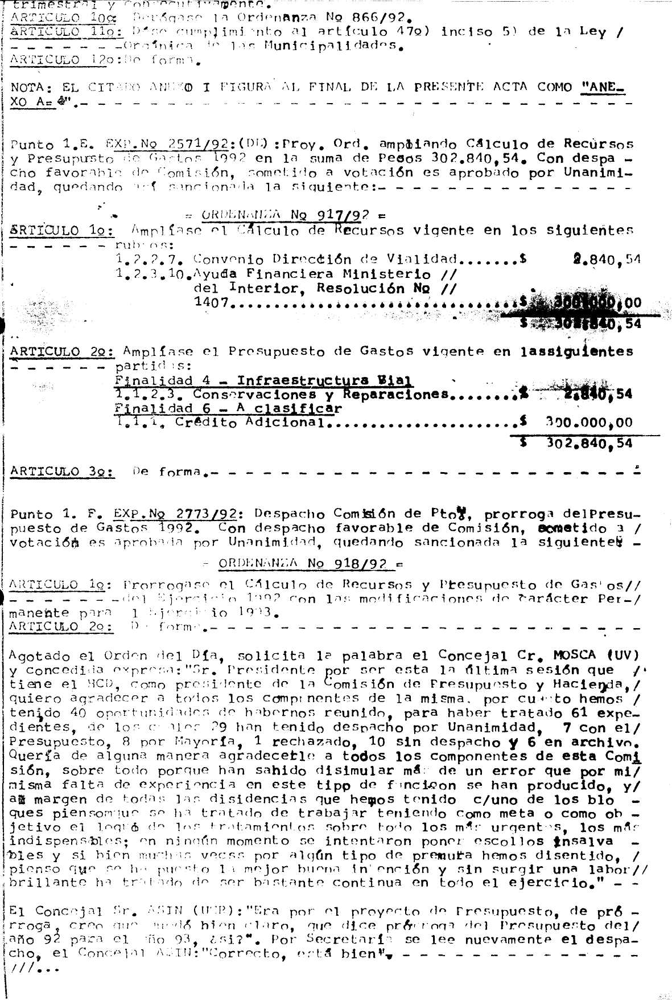 trimestral y consecutivamente.
ARTICULO 10º: Derógase la Ordenanza Nº 866/92.
ARTICULO 11º: Dése cumplimiento al artículo 47º) inciso 5) de la Ley /
- - - - - - -Orgánica de las Municipalidades.
ARTICULO 12º:De forma.
NOTA: EL CITADO ANEXO I FIGURA AL FINAL DE LA PRESENTE ACTA COMO "ANE-
XO A= 4".- - - - - - - - - - - - - - - - - - - - - - - - - - - - - - -
Punto 1.E. EXP.Nº 2571/92:(DE) :Proy. Ord. ampliando Cálculo de Recursos
y Presupursto de Gastos 1992 en la suma de Pesos 302.840,54. Con despa -
cho favorable de Comisión, sometido a votación es aprobado por Unanimi-
dad, quedando así sancionada la siguiente:- - - - - - - - - - - - - - -
= ORDENANZA Nº 917/92 =
ARTICULO 1º: Amplíase el Cálculo de Recursos vigente en los siguientes
- - - - - - rubros:
1.2.2.7. Convenio Dirección de Vialidad.......$ 2.840,54
1.2.3.10.Ayuda Financiera Ministerio //
del Interior, Resolución Nº //
1407.................................$ 300.000,00
$ 302.840,54
ARTICULO 2º: Amplíase el Presupuesto de Gastos vigente en lassiguientes
- - - - - - partidas:
Finalidad 4 - Infraestructura Vial
1.1.2.3. Conservaciones y Reparaciones........$ 2.840,54
Finalidad 6 - A clasificar
1.1.1. Crédito Adicional......................$ 300.000,00
$ 302.840,54
ARTICULO 3º: De forma.- - - - - - - - - - - - - - - - - - - - - - - -
Punto 1. F. EXP.Nº 2773/92: Despacho Comisión de Ptoy, prorroga delPresu-
puesto de Gastos 1992. Con despacho favorable de Comisión, sometido a /
votación es aprobada por Unanimidad, quedando sancionada la siguiente: -
= ORDENANZA Nº 918/92 =
ARTICULO 1º: Prorrogase el Cálculo de Recursos y Presupuesto de Gastos//
- - - - - - -del Ejercicio 1992 con las modificaciones de Carácter Per-/
manente para el Ejercicio 1993.
ARTICULO 2º: De forma.- - - - - - - - - - - - - - - - - - - - - - - -
Agotado el Orden del Día, solicita la palabra el Concejal Cr. MOSCA (UV)
y concedida expresa:"Sr. Presidente por ser esta la última sesión que /
tiene el HCD, como presidente de la Comisión de Presupuesto y Hacienda,/
quiero agradecer a todos los componentes de la misma, por cuanto hemos /
tenido 40 oportunidades de habernos reunido, para haber tratado 61 expe-
dientes, de los cuales 29 han tenido despacho por Unanimidad, 7 con el/
Presupuesto, 8 por Mayoría, 1 rechazado, 10 sin despacho y 6 en archivo.
Quería de alguna manera agradecerle a todos los componentes de esta Comi
sión, sobre todo porque han sabido disimular más de un error que por mi/
misma falta de experiencia en este tipo de funcicon se han producido, y/
al margen de todas las disidencias que hemos tenido c/uno de los blo -
ques piensoque se ha tratado de trabajar teniendo como meta o como ob -
jetivo el logro de los tratamientos sobre todo los más urgentes, los más
indispensables; en ningún momento se intentaron poner escollos insalva -
bles y si bien muchas vecss por algún tipo de premura hemos disentido, /
pienso que se ha puesto la mejor buena intención y sin surgir una labor//
brillante ha tratado de ser bastante continua en todo el ejercicio." - -
El Concejal Sr. ASIN (UCR):"Era por el proyecto de Presupuesto, de pró -
rroga, creo que quedó bien claro, que dice prórroga del Presupuesto del/
año 92 para el año 93, ¿si?". Por Secretaría se lee nuevamente el despa-
cho, el Concejal ASIN:"Correcto, está bien". - - - - - - - - - - - - - -
///...